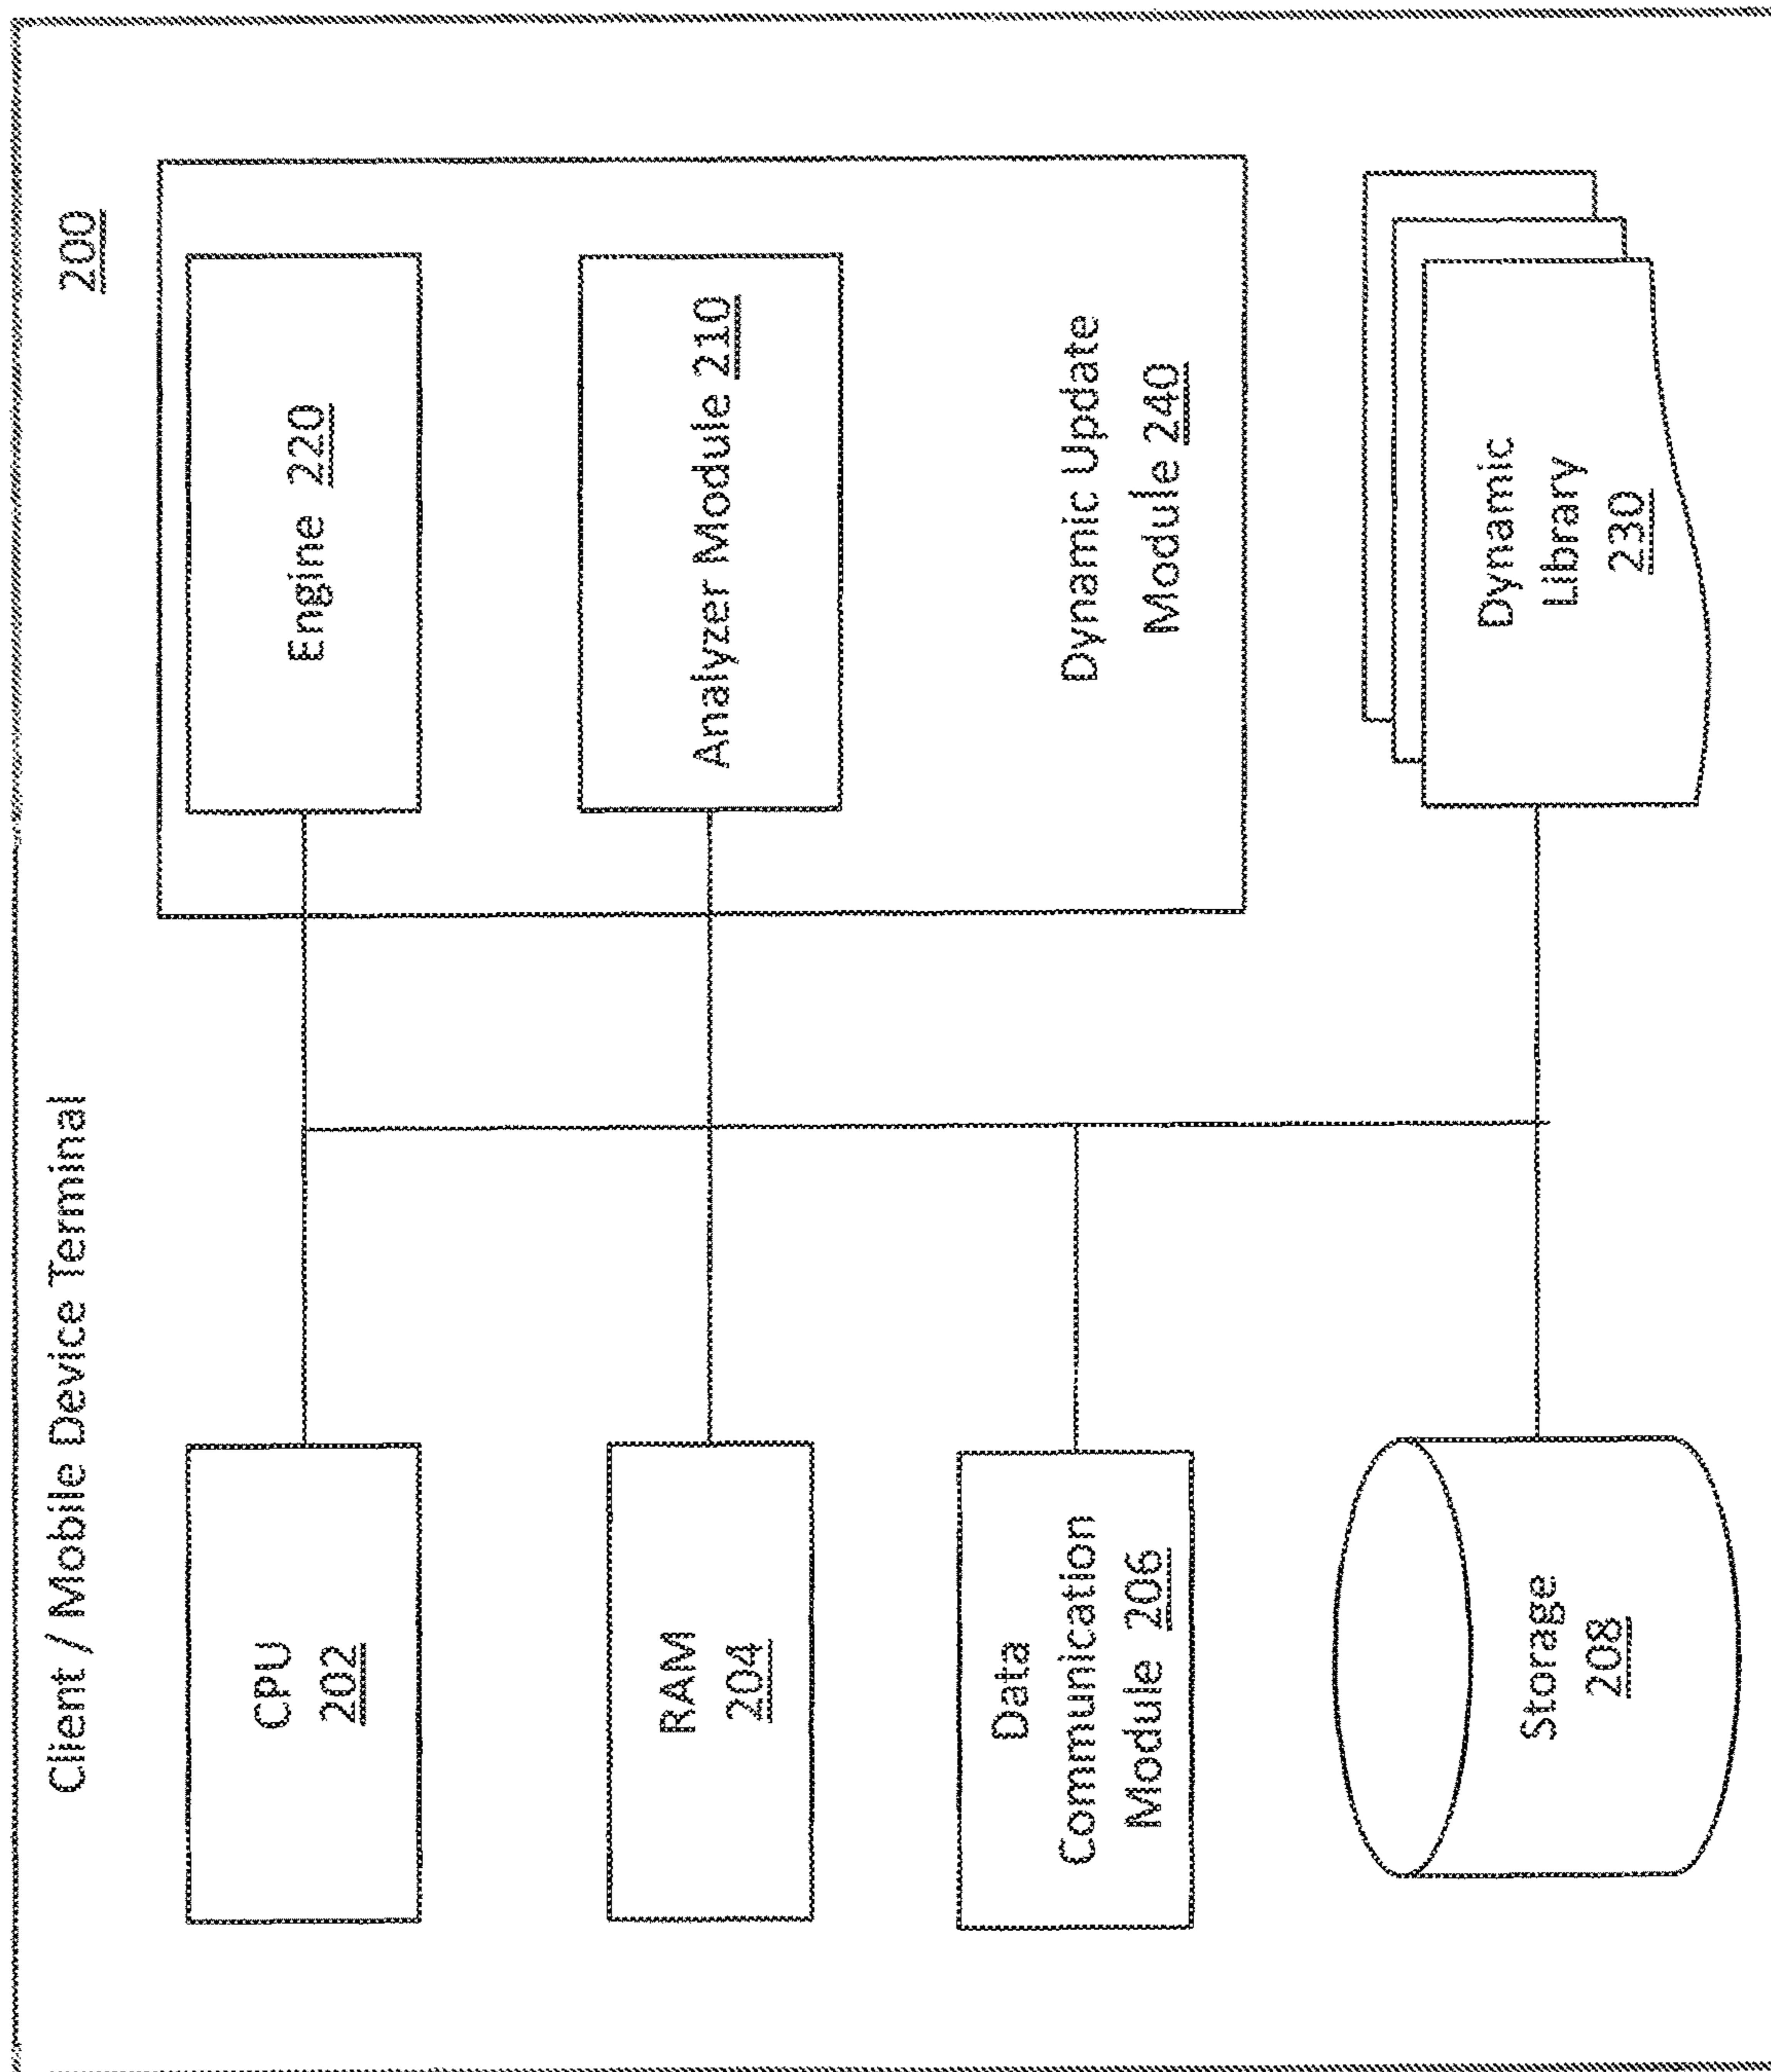 Client / Mobile Device Terminal
200
CPU
202
Engine 220
RAM
204
Analyzer Module 210
Data
Communication
Module 206
Dynamic Update
Module 240
Storage
208
Dynamic
Library
230